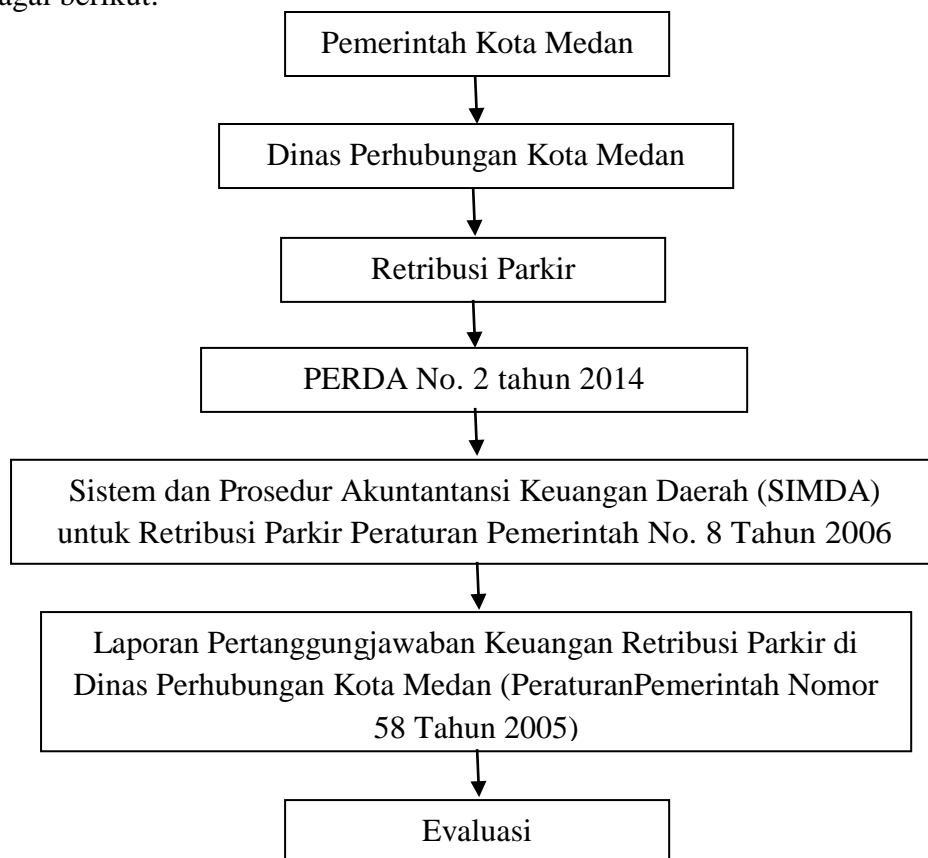 berikut:
Pemerintah Kota Medan
Dinas Perhubungan Kota Medan
Retribusi Parkir
PERDA No. 2 tahun 2014
Sistem dan Prosedur Akuntantansi Keuangan Daerah (SIMDA)
untuk Retribusi Parkir Peraturan Pemerintah No. 8 Tahun 2006
Laporan Pertanggungjawaban Keuangan Retribusi Parkir di
Dinas Perhubungan Kota Medan (PeraturanPemerintah Nomor
58 Tahun 2005)
Evaluasi